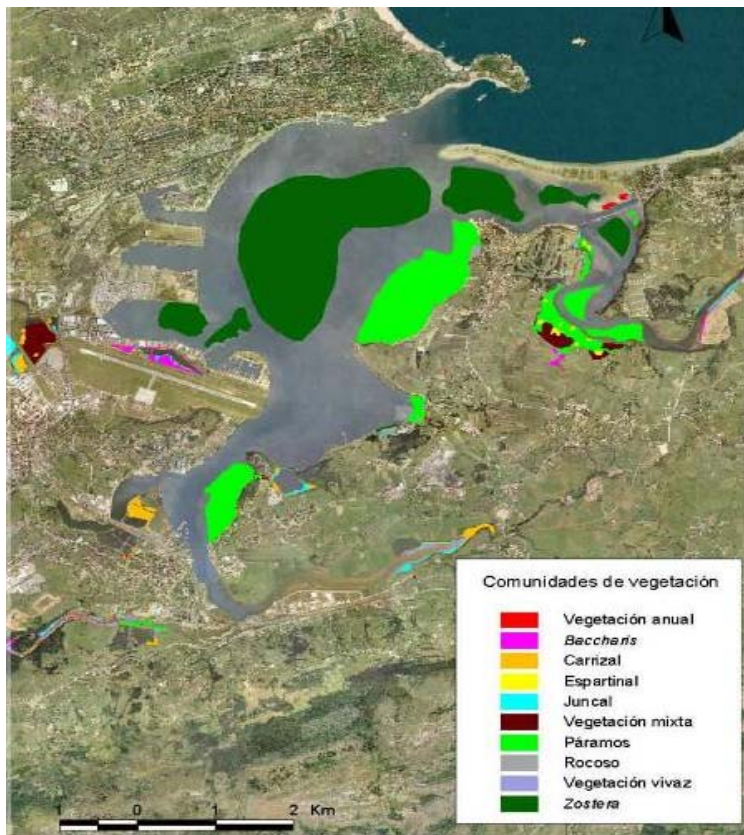 Comunidades de vegetación
Vegetación anual
Baccharis
Carrizal
Espartinal
Juncal
Vegetación mixta
Páramos
Rocoso
Vegetación vivaz
Zostera
1 0 1 2 Km